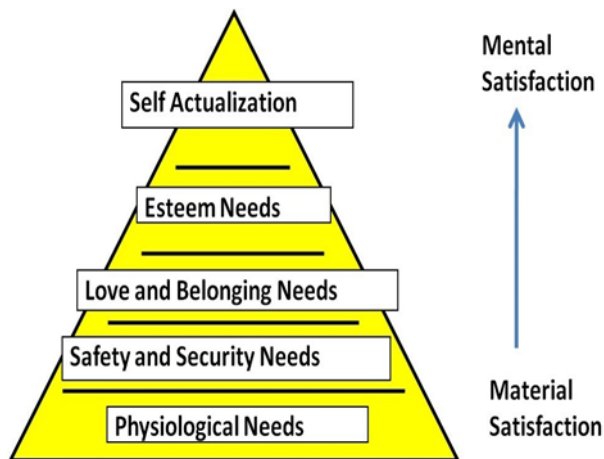 Mental
Satisfaction
Self Actualization
Esteem Needs
Love and Belonging Needs
Safety and Security Needs
Physiological Needs
Material
Satisfaction